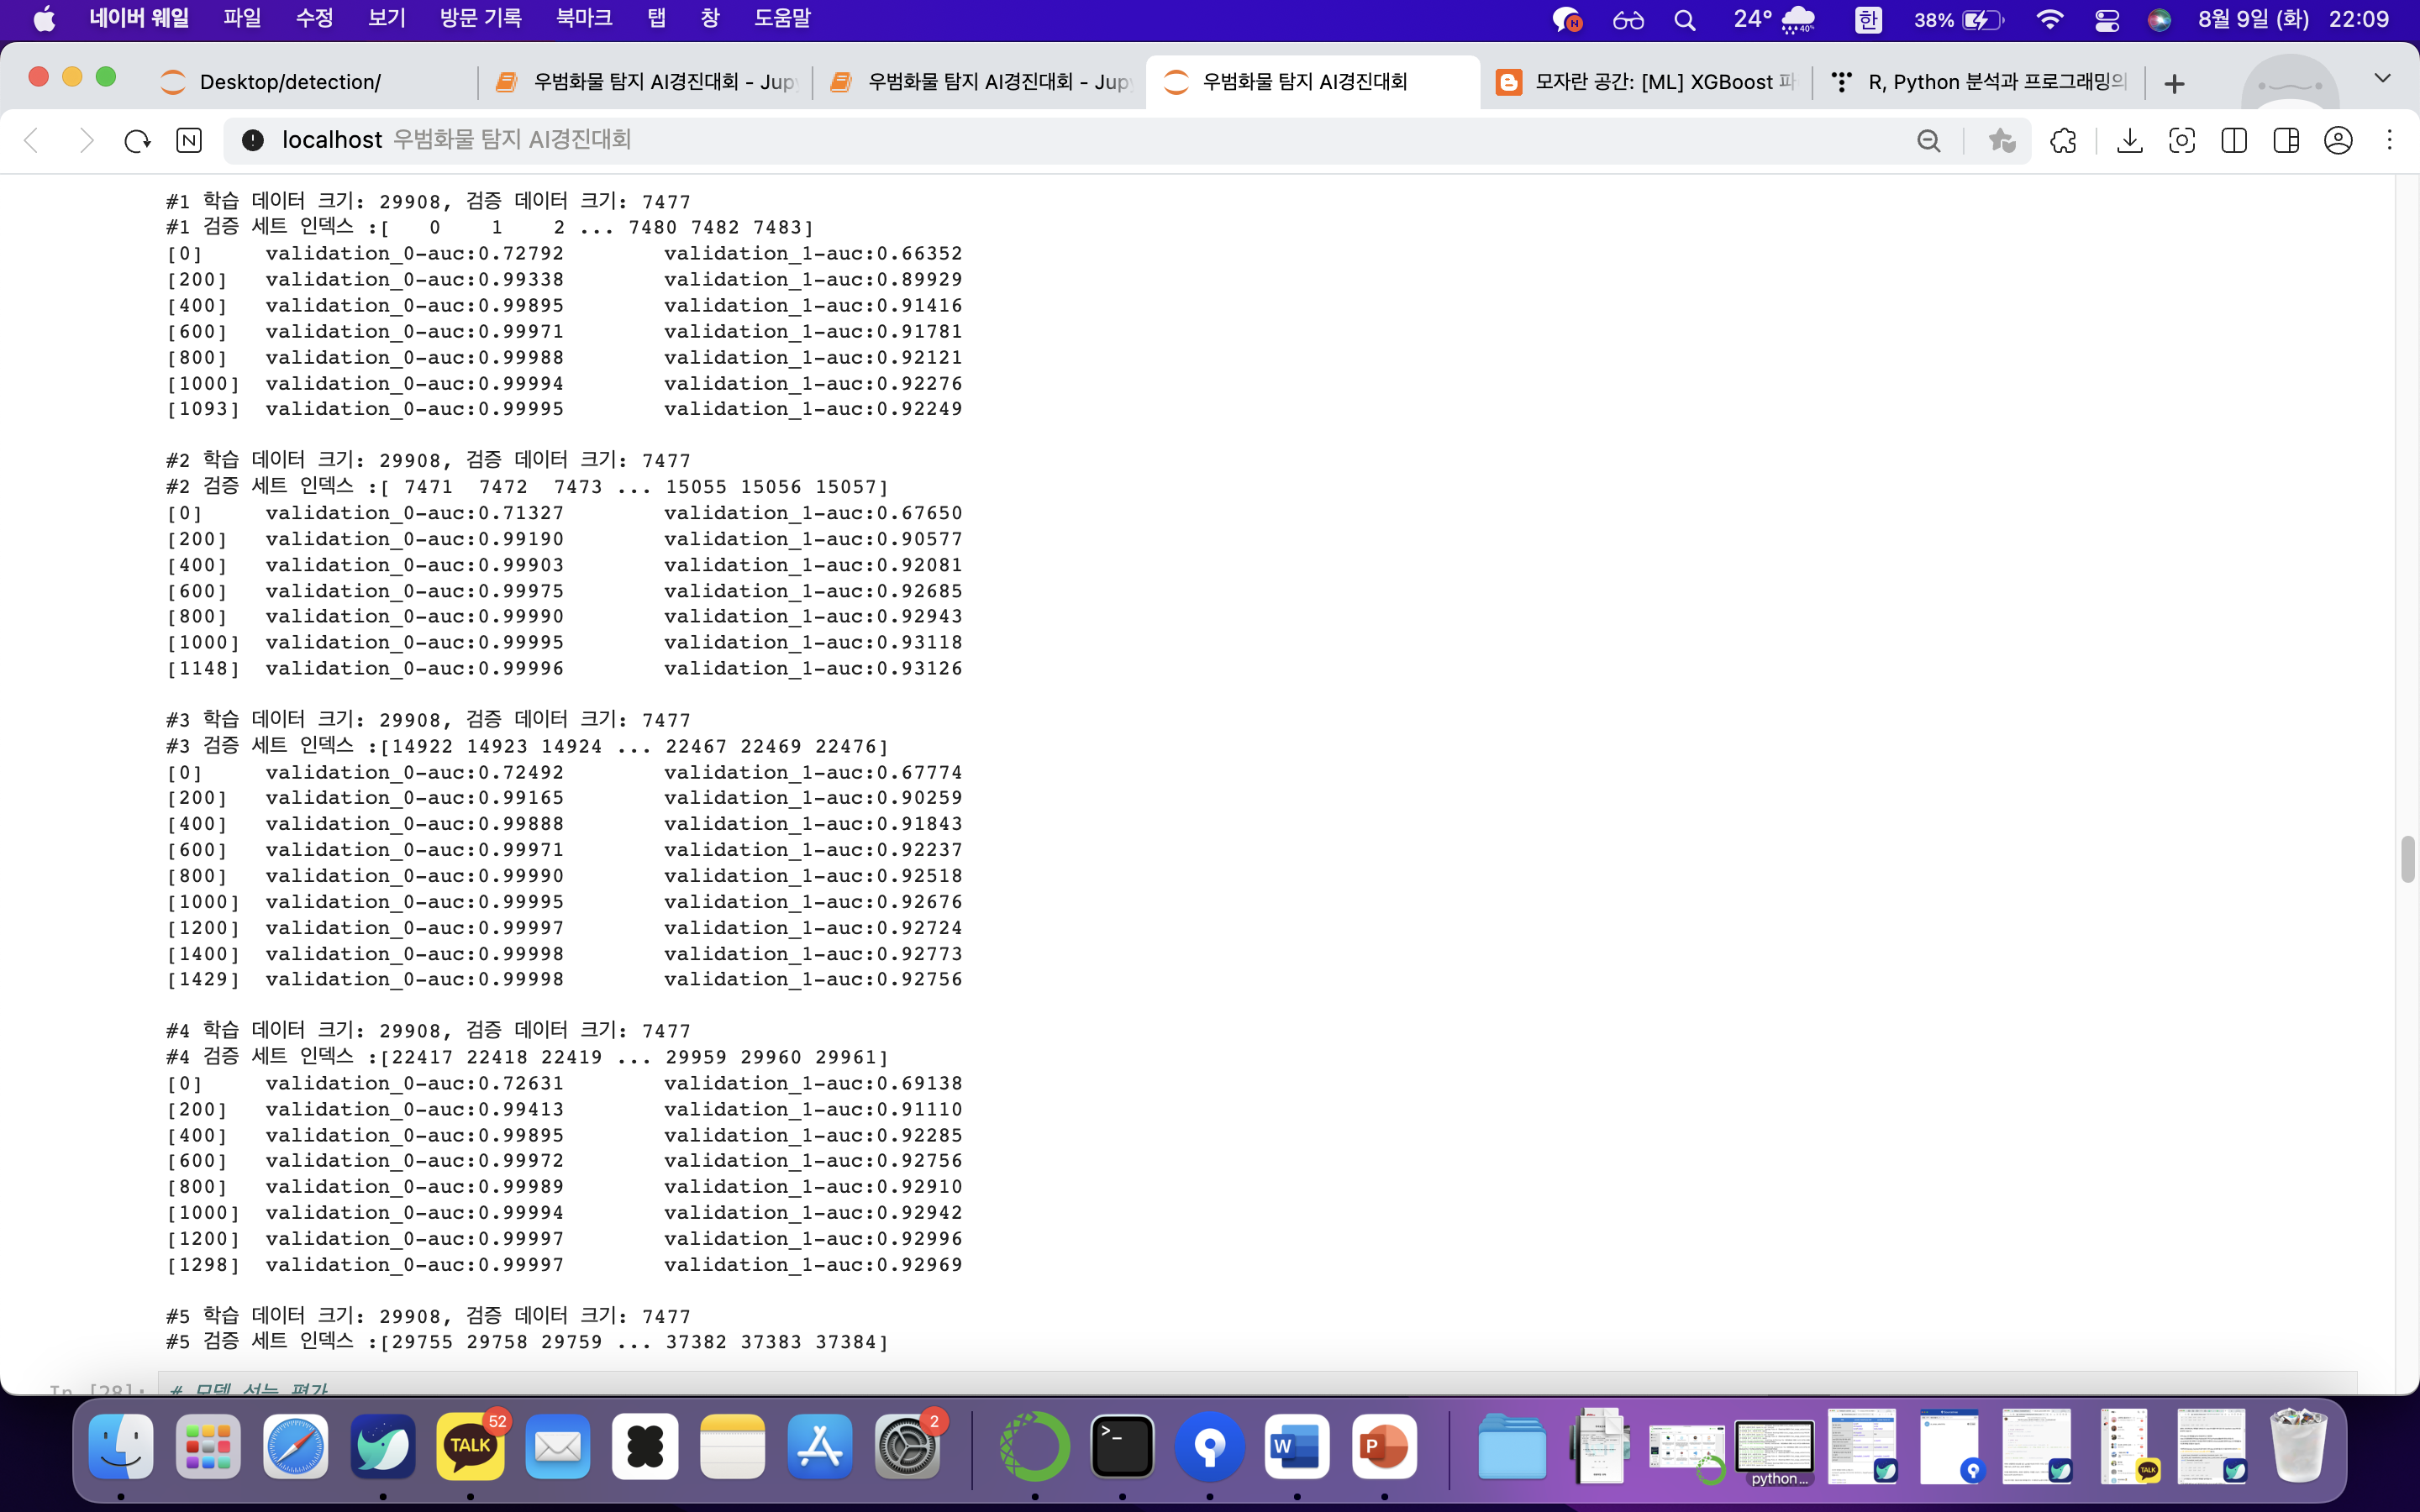 네이버 웨일 파일 수정 보기 방문 기록 북마크 탭 창 도움말 24° 40% 한 38% 8월 9일 (화) 22:09
Desktop/detection/ 우범화물 탐지 AI경진대회 - Jup 우범화물 탐지 AI경진대회 - Jup 우범화물 탐지 AI경진대회 모자란 공간: [ML] XGBoost 파 R, Python 분석과 프로그래밍의
localhost 우범화물 탐지 AI경진대회
#1 학습 데이터 크기: 29908, 검증 데이터 크기: 7477
#1 검증 세트 인덱스 :[ 0 1 2 ... 7480 7482 7483]
[0] validation_0-auc:0.72792 validation_1-auc:0.66352
[200] validation_0-auc:0.99338 validation_1-auc:0.89929
[400] validation_0-auc:0.99895 validation_1-auc:0.91416
[600] validation_0-auc:0.99971 validation_1-auc:0.91781
[800] validation_0-auc:0.99988 validation_1-auc:0.92121
[1000] validation_0-auc:0.99994 validation_1-auc:0.92276
[1093] validation_0-auc:0.99995 validation_1-auc:0.92249
#2 학습 데이터 크기: 29908, 검증 데이터 크기: 7477
#2 검증 세트 인덱스 :[ 7471 7472 7473 ... 15055 15056 15057]
[0] validation_0-auc:0.71327 validation_1-auc:0.67650
[200] validation_0-auc:0.99190 validation_1-auc:0.90577
[400] validation_0-auc:0.99903 validation_1-auc:0.92081
[600] validation_0-auc:0.99975 validation_1-auc:0.92685
[800] validation_0-auc:0.99990 validation_1-auc:0.92943
[1000] validation_0-auc:0.99995 validation_1-auc:0.93118
[1148] validation_0-auc:0.99996 validation_1-auc:0.93126
#3 학습 데이터 크기: 29908, 검증 데이터 크기: 7477
#3 검증 세트 인덱스 :[14922 14923 14924 ... 22467 22469 22476]
[0] validation_0-auc:0.72492 validation_1-auc:0.67774
[200] validation_0-auc:0.99165 validation_1-auc:0.90259
[400] validation_0-auc:0.99888 validation_1-auc:0.91843
[600] validation_0-auc:0.99971 validation_1-auc:0.92237
[800] validation_0-auc:0.99990 validation_1-auc:0.92518
[1000] validation_0-auc:0.99995 validation_1-auc:0.92676
[1200] validation_0-auc:0.99997 validation_1-auc:0.92724
[1400] validation_0-auc:0.99998 validation_1-auc:0.92773
[1429] validation_0-auc:0.99998 validation_1-auc:0.92756
#4 학습 데이터 크기: 29908, 검증 데이터 크기: 7477
#4 검증 세트 인덱스 :[22417 22418 22419 ... 29959 29960 29961]
[0] validation_0-auc:0.72631 validation_1-auc:0.69138
[200] validation_0-auc:0.99413 validation_1-auc:0.91110
[400] validation_0-auc:0.99895 validation_1-auc:0.92285
[600] validation_0-auc:0.99972 validation_1-auc:0.92756
[800] validation_0-auc:0.99989 validation_1-auc:0.92910
[1000] validation_0-auc:0.99994 validation_1-auc:0.92942
[1200] validation_0-auc:0.99997 validation_1-auc:0.92996
[1298] validation_0-auc:0.99997 validation_1-auc:0.92969
#5 학습 데이터 크기: 29908, 검증 데이터 크기: 7477
#5 검증 세트 인덱스 :[29755 29758 29759 ... 37382 37383 37384]
In [28]: # 모델 성능 평가
TALK 52 2 W P python... TALK